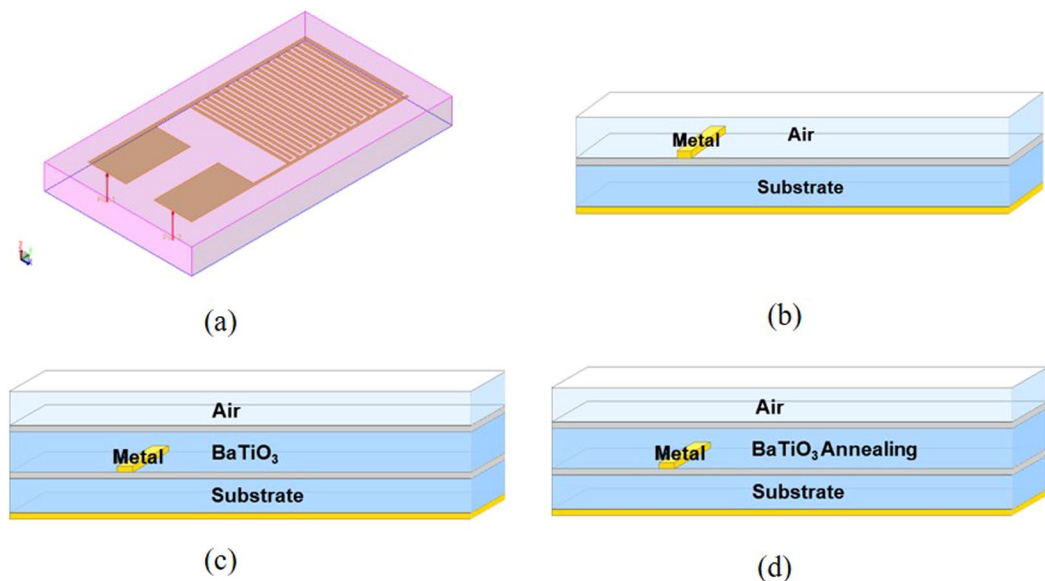 (a)
Metal
Air
Substrate
(b)
Air
Metal
BaTiO₃
Substrate
(c)
Air
Metal
BaTiO₃ Annealing
Substrate
(d)